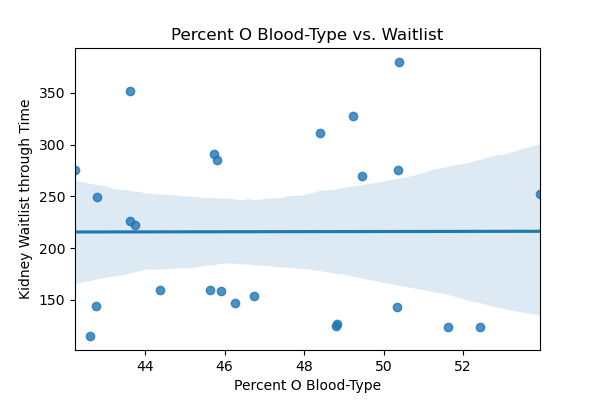 Percent O Blood-Type vs. Waitlist
Kidney Waitlist through Time
350
300
250
200
150
44 46 48 50 52
Percent O Blood-Type